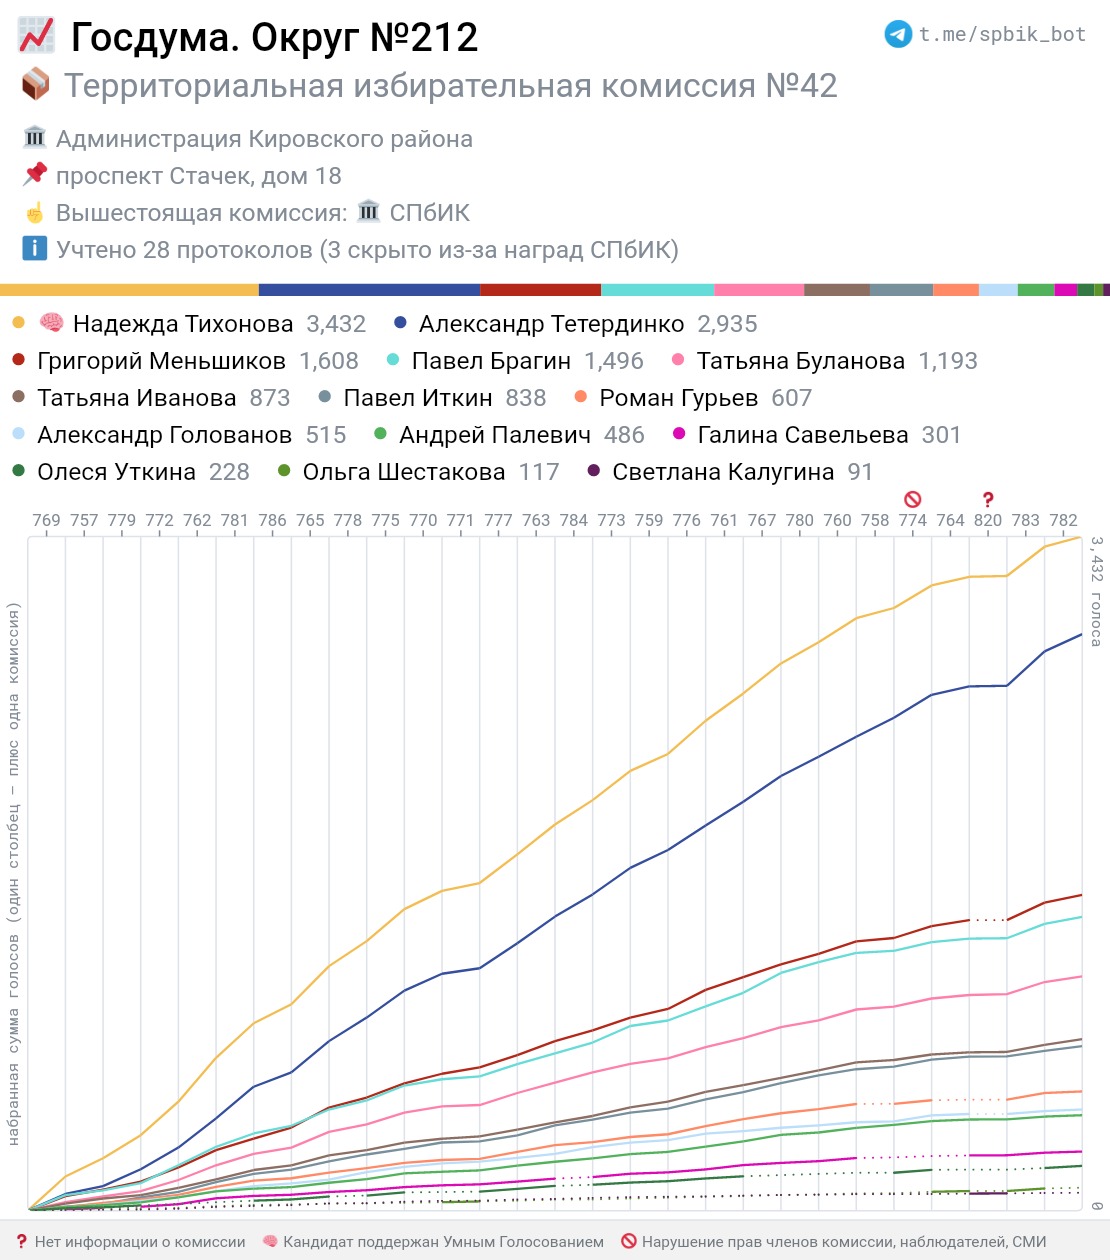 Госдума. Округ №212
t.me/spbik_bot
Территориальная избирательная комиссия №42
Администрация Кировского района
проспект Стачек, дом 18
Вышестоящая комиссия: СПбИК
Учтено 28 протоколов (3 скрыто из-за наград СПбИК)
Надежда Тихонова 3,432 Александр Тетердинко 2,935
Григорий Меньшиков 1,608 Павел Брагин 1,496 Татьяна Буланова 1,193
Татьяна Иванова 873 Павел Иткин 838 Роман Гурьев 607
Александр Голованов 515 Андрей Палевич 486 Галина Савельева 301
Олеся Уткина 228 Ольга Шестакова 117 Светлана Калугина 91
769 757 779 772 762 781 786 765 778 775 770 771 777 763 784 773 759 776 761 767 780 760 758 774 764 820 783 782
3,432 голоса
набранная сумма голосов (один столбец — плюс одна комиссия)
0
Нет информации о комиссии Кандидат поддержан Умным Голосованием Нарушение прав членов комиссии, наблюдателей, СМИ